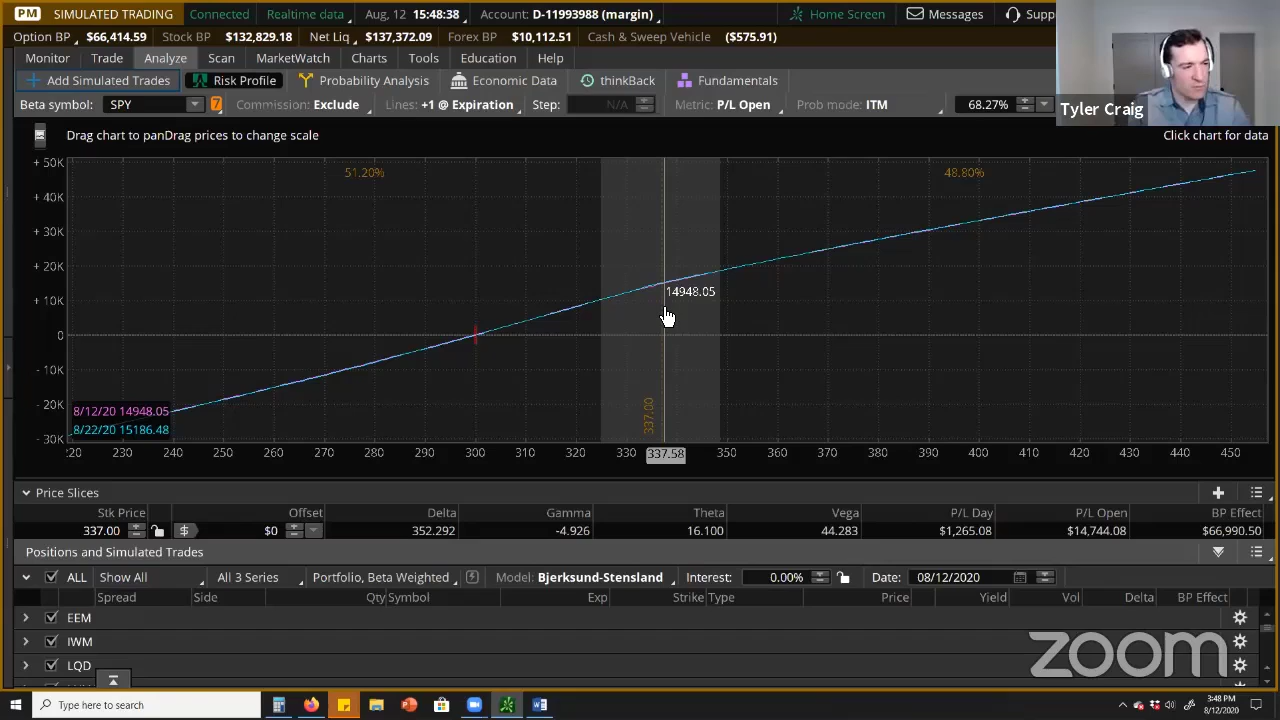 PM SIMULATED TRADING Connected Realtime data Aug, 12 15:48:38 Account: D-11993988 (margin) Home Screen Messages Supp
Option BP $66,414.59 Stock BP $132,829.18 Net Liq $137,372.09 Forex BP $10,112.51 Cash & Sweep Vehicle ($575.91)
Monitor Trade Analyze Scan MarketWatch Charts Tools Education Help
Add Simulated Trades Risk Profile Probability Analysis Economic Data thinkBack Fundamentals
Beta symbol: SPY 7 Commission: Exclude Lines: +1 @ Expiration Step: N/A Metric: P/L Open Prob mode: ITM 68.27%
Tyler Craig
Drag chart to panDrag prices to change scale Click chart for data
+ 50K 51.20% 48.80%
+ 40K
+ 30K
+ 20K
14948.05
+ 10K
0
- 10K
- 20K
8/12/20 14948.05
8/22/20 15186.48
337.00
- 30K
220 230 240 250 260 270 280 290 300 310 320 330 337.58 350 360 370 380 390 400 410 420 430 440 450
Price Slices
Stk Price Offset Delta Gamma Theta Vega P/L Day P/L Open BP Effect
337.00 $ $0 352.292 -4.926 16.100 44.283 $1,265.08 $14,744.08 $66,990.50
Positions and Simulated Trades
ALL Show All All 3 Series Portfolio, Beta Weighted Model: Bjerksund-Stensland Interest: 0.00% Date: 08/12/2020
Spread Side Qty Symbol Exp Strike Type Price Yield Vol Delta BP Effect
EEM
IWM
LQD
zoom
Type here to search
3:48 PM
8/12/2020